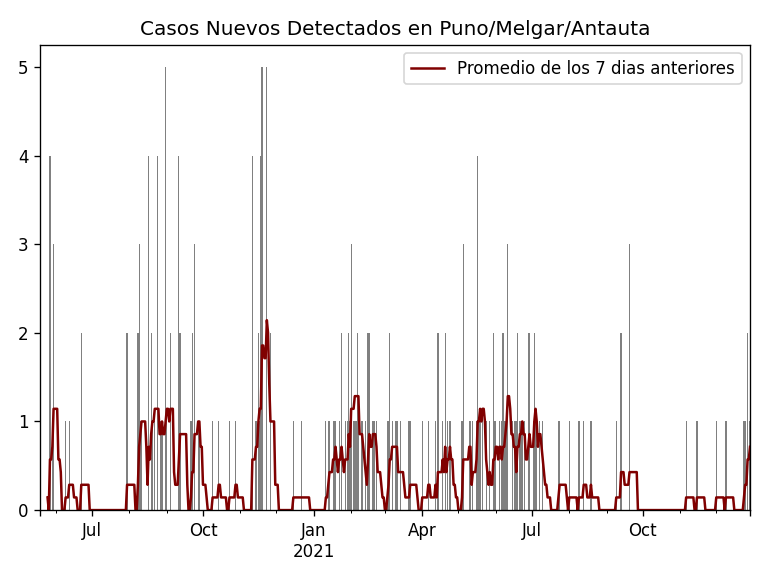 Casos Nuevos Detectados en Puno/Melgar/Antauta
Promedio de los 7 dias anteriores
5
4
3
2
1
0
Jul
Oct
Jan
2021
Apr
Jul
Oct